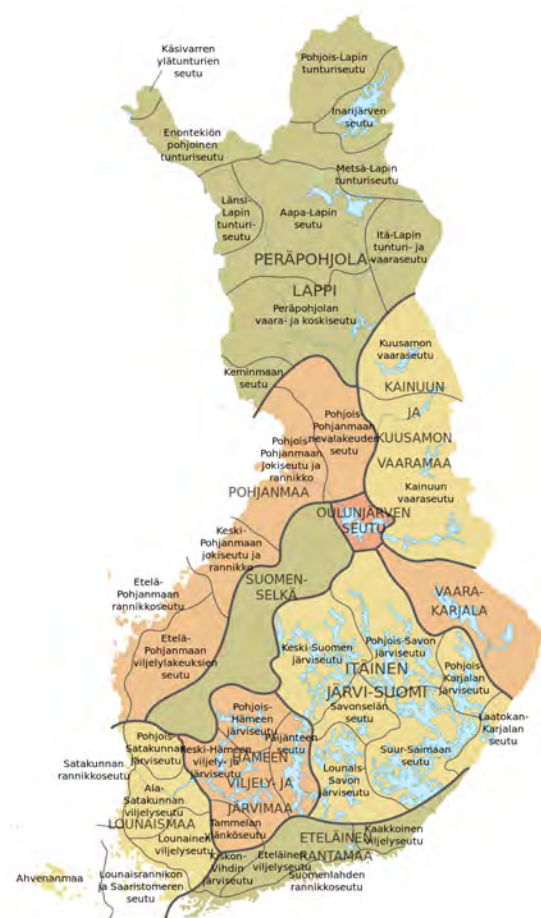 Käsivarren
ylätunturien
seutu
Pohjois-Lapin
tunturiseutu
Inarijärven
seutu
Enontekiön
pohjoinen
tunturiseutu
Metsä-Lapin
tunturiseutu
Länsi-
Lapin
tunturi-
seutu
Aapa-Lapin
seutu
Itä-Lapin
tunturi- ja
vaaraseutu
PERÄPOHJOLA
LAPPI
Peräpohjolan
vaara- ja koskiseutu
Kuusamon
vaaraseutu
Keminmaan
seutu
KAINUUN
JA
KUUSAMON
VAARAMAA
Pohjois-
Pohjanmaan
nevalakeuden
seutu
Pohjois-
Pohjanmaan
jokiseutu ja
rannikko
POHJANMAA
Kainuun
vaaraseutu
OULUNJÄRVEN
SEUTU
Keski-
Pohjanmaan
jokiseutu ja
rannikko
SUOMEN-
SELKÄ
Etelä-
Pohjanmaan
rannikkoseutu
VAARA-
KARJALA
Etelä-
Pohjanmaan
viljelylakeuksien
seutu
Keski-Suomen
järviseutu
Pohjois-Savon
järviseutu
ITÄINEN
JÄRVI-SUOMI
Pohjois-
Karjalan
järviseutu
Savonselän
seutu
Laatokan-
Karjalan
seutu
Pohjois-
Hämeen
järviseutu
Päijänteen
seutu
Suur-Saimaan
seutu
Pohjois-
Satakunnan
järviseutu
Keski-Hämeen
viljely- ja
järviseutu
HÄMEEN
VILJELY- JA
JÄRVIMAA
Lounais-
Savon
järviseutu
Satakunnan
rannikkoseutu
Ala-
Satakunnan
viljelyseutu
LOUNAISMAA
Lounainen
viljelyseutu
Tammelan
ylänköseutu
Kaakkoinen
viljelyseutu
ETELÄINEN
RANTAMAA
Kiskon-
Vihdin
järviseutu
Eteläinen
viljelyseutu
Suomenlahden
rannikkoseutu
Ahvenanmaa
Lounaisrannikon
ja Saaristomeren
seutu